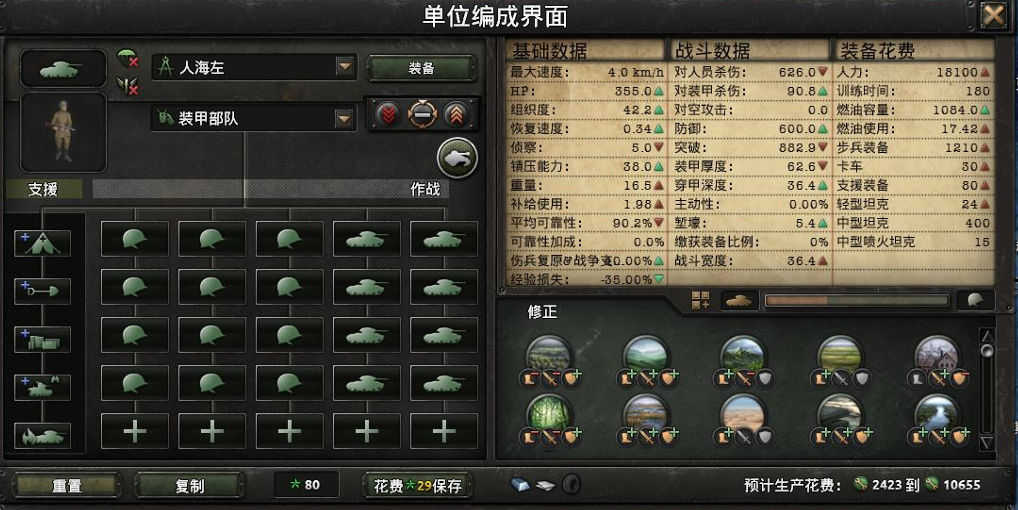 单位编成界面
人海左
装备
装甲部队
支援
作战
基础数据
最大速度: 4.0 km/h
HP: 355.0
组织度: 42.2
恢复速度: 0.34
侦察: 5.0
镇压能力: 38.0
重量: 16.5
补给使用: 1.98
平均可靠性: 90.2%
可靠性加成: 0.0%
伤兵复原&战争支0.00%
经验损失: -35.00%
战斗数据
对人员杀伤: 626.0
对装甲杀伤: 90.8
对空攻击: 0.0
防御: 600.0
突破: 882.9
装甲厚度: 62.6
穿甲深度: 36.4
主动性: 0.00%
堑壕: 5.4
缴获装备比例: 0%
战斗宽度: 36.4
装备花费
人力: 18100
训练时间: 180
燃油容量: 1084.0
燃油使用: 17.42
步兵装备 1210
卡车 30
支援装备 80
轻型坦克 24
中型坦克 400
中型喷火坦克 15
修正
重置
复制
80
花费29保存
预计生产花费: 2423 到 10655